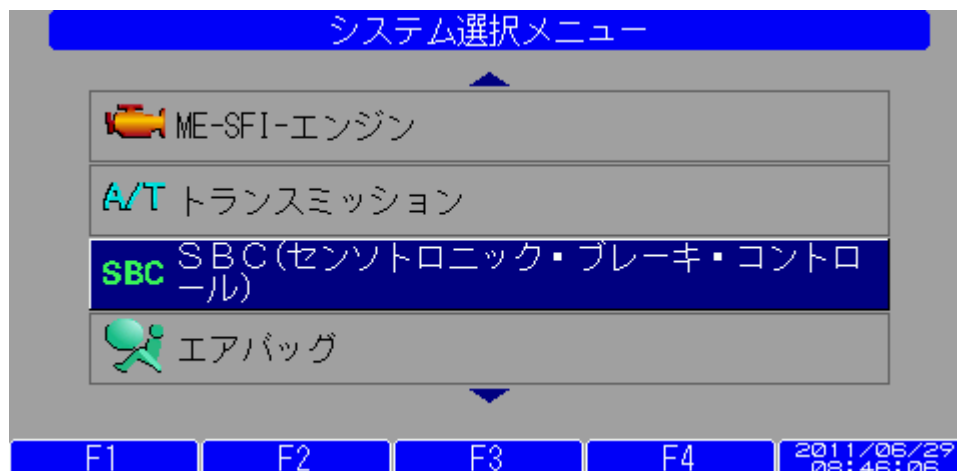 システム選択メニュー
ME-SFI-エンジン
A/T トランスミッション
SBC SBC(センソトロニック・ブレーキ・コントロ
ール)
エアバッグ
F1 F2 F3 F4 2011/06/29
08:46:06